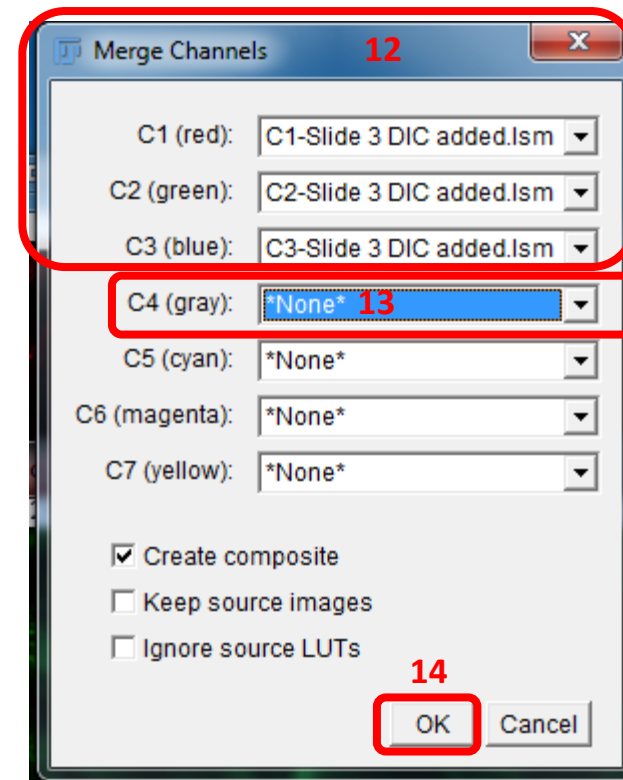 Merge Channels 12
C1 (red): C1-Slide 3 DIC added.lsm
C2 (green): C2-Slide 3 DIC added.lsm
C3 (blue): C3-Slide 3 DIC added.lsm
C4 (gray): *None* 13
C5 (cyan): *None*
C6 (magenta): *None*
C7 (yellow): *None*
Create composite
Keep source images
Ignore source LUTs
14
OK Cancel